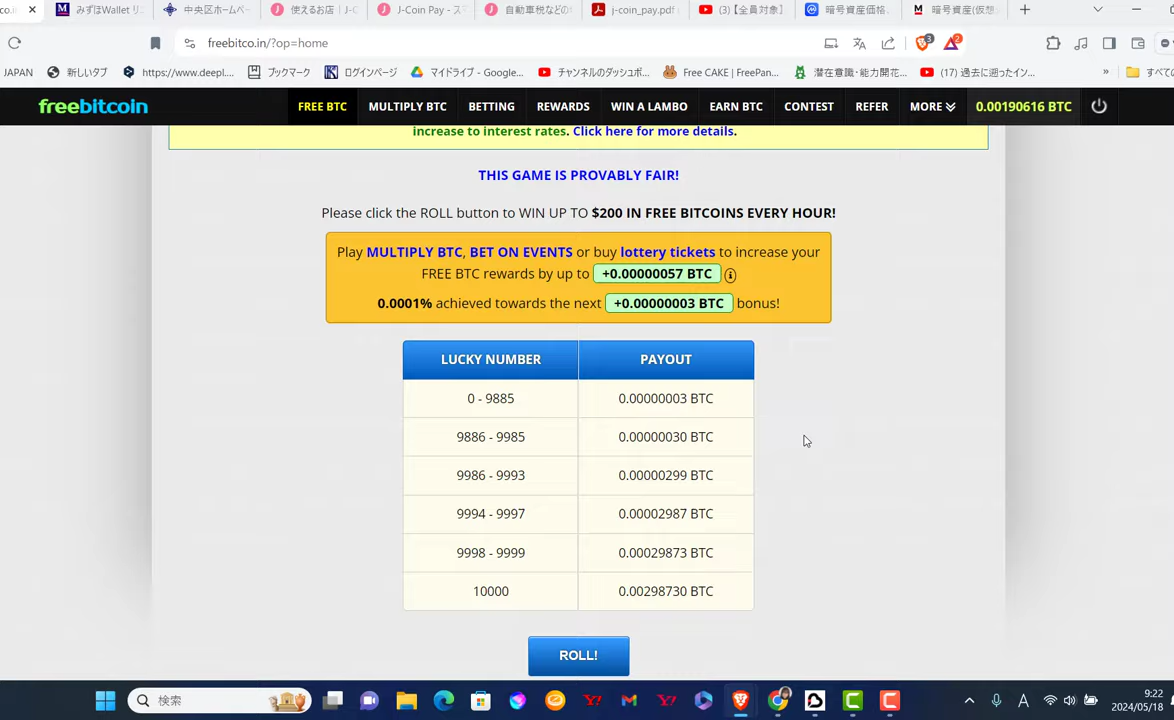 みずほWallet リ
中央区ホームペー
使えるお店｜J-C
J-Coin Pay - ス
自動車税などの
j-coin_pay.pdf
(3)【全員対象】
暗号資産価格、
暗号資産(仮想
freebitco.in/?op=home
3
2
JAPAN
新しいタブ
https://www.deepl....
ブックマーク
ログインページ
マイドライブ - Google...
チャンネルのダッシュボ...
Free CAKE | FreePan...
潜在意識・能力開花...
(17) 過去に遡ったイン...
»
すべて
freebitcoin
FREE BTC
MULTIPLY BTC
BETTING
REWARDS
WIN A LAMBO
EARN BTC
CONTEST
REFER
MORE
0.00190616 BTC
increase to interest rates. Click here for more details.
THIS GAME IS PROVABLY FAIR!
Please click the ROLL button to WIN UP TO $200 IN FREE BITCOINS EVERY HOUR!
Play MULTIPLY BTC, BET ON EVENTS or buy lottery tickets to increase your
FREE BTC rewards by up to +0.00000057 BTC
0.0001% achieved towards the next +0.00000003 BTC bonus!
LUCKY NUMBER PAYOUT
0 - 9885 0.00000003 BTC
9886 - 9985 0.00000030 BTC
9986 - 9993 0.00000299 BTC
9994 - 9997 0.00002987 BTC
9998 - 9999 0.00029873 BTC
10000 0.00298730 BTC
ROLL!
検索
A
9:22
2024/05/18